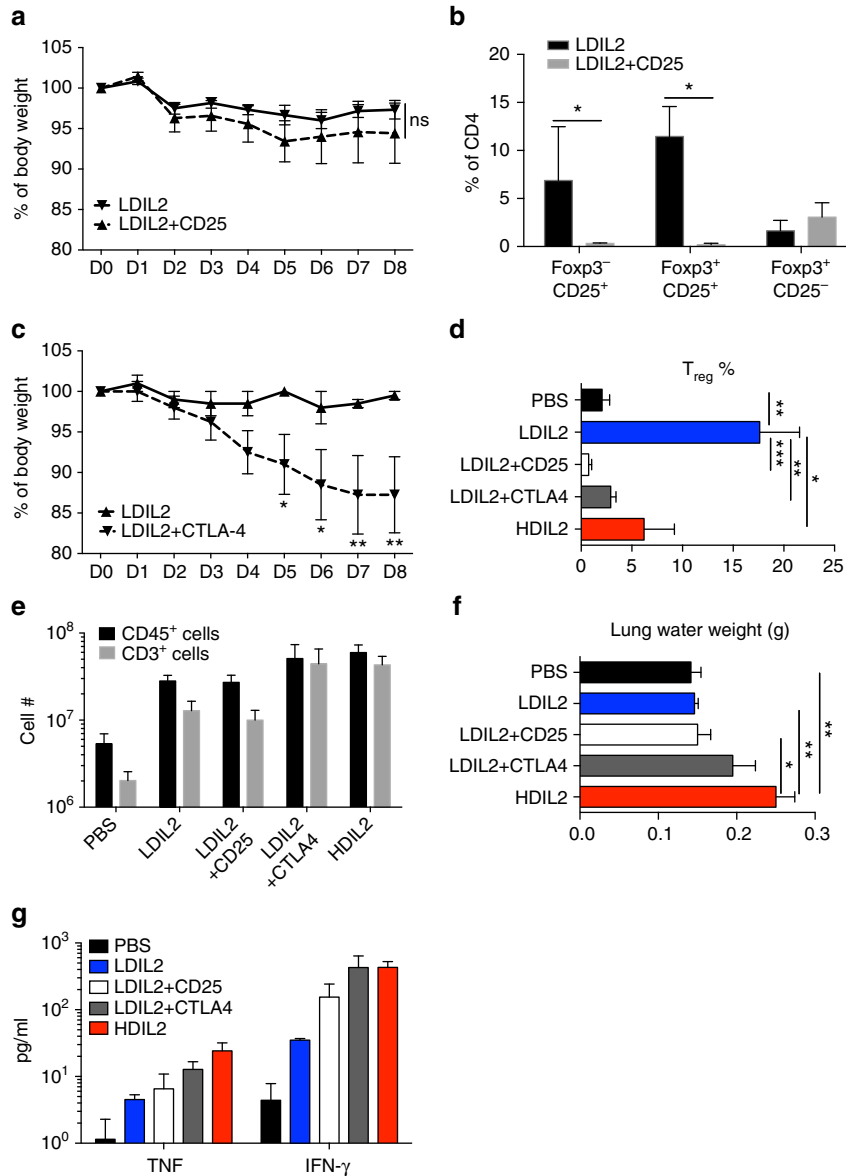 a
% of body weight
105
100
95
90
85
80
ns
LDIL2
LDIL2+CD25
D0 D1 D2 D3 D4 D5 D6 D7 D8
b
LDIL2
LDIL2+CD25
% of CD4
20
15
10
5
0
* *
Foxp3⁻ CD25⁺
Foxp3⁺ CD25⁺
Foxp3⁺ CD25⁻
c
% of body weight
105
100
95
90
85
80
LDIL2
LDIL2+CTLA-4
* * ** **
D0 D1 D2 D3 D4 D5 D6 D7 D8
d
Treg %
PBS
LDIL2
LDIL2+CD25
LDIL2+CTLA4
HDIL2
** *** ** *
0 5 10 15 20 25
e
CD45⁺ cells
CD3⁺ cells
Cell #
10⁸
10⁷
10⁶
PBS
LDIL2
LDIL2
+CD25
LDIL2
+CTLA4
HDIL2
f
Lung water weight (g)
PBS
LDIL2
LDIL2+CD25
LDIL2+CTLA4
HDIL2
* ** **
0.0 0.1 0.2 0.3
g
PBS
LDIL2
LDIL2+CD25
LDIL2+CTLA4
HDIL2
pg/ml
10³
10²
10¹
10⁰
TNF IFN-γ